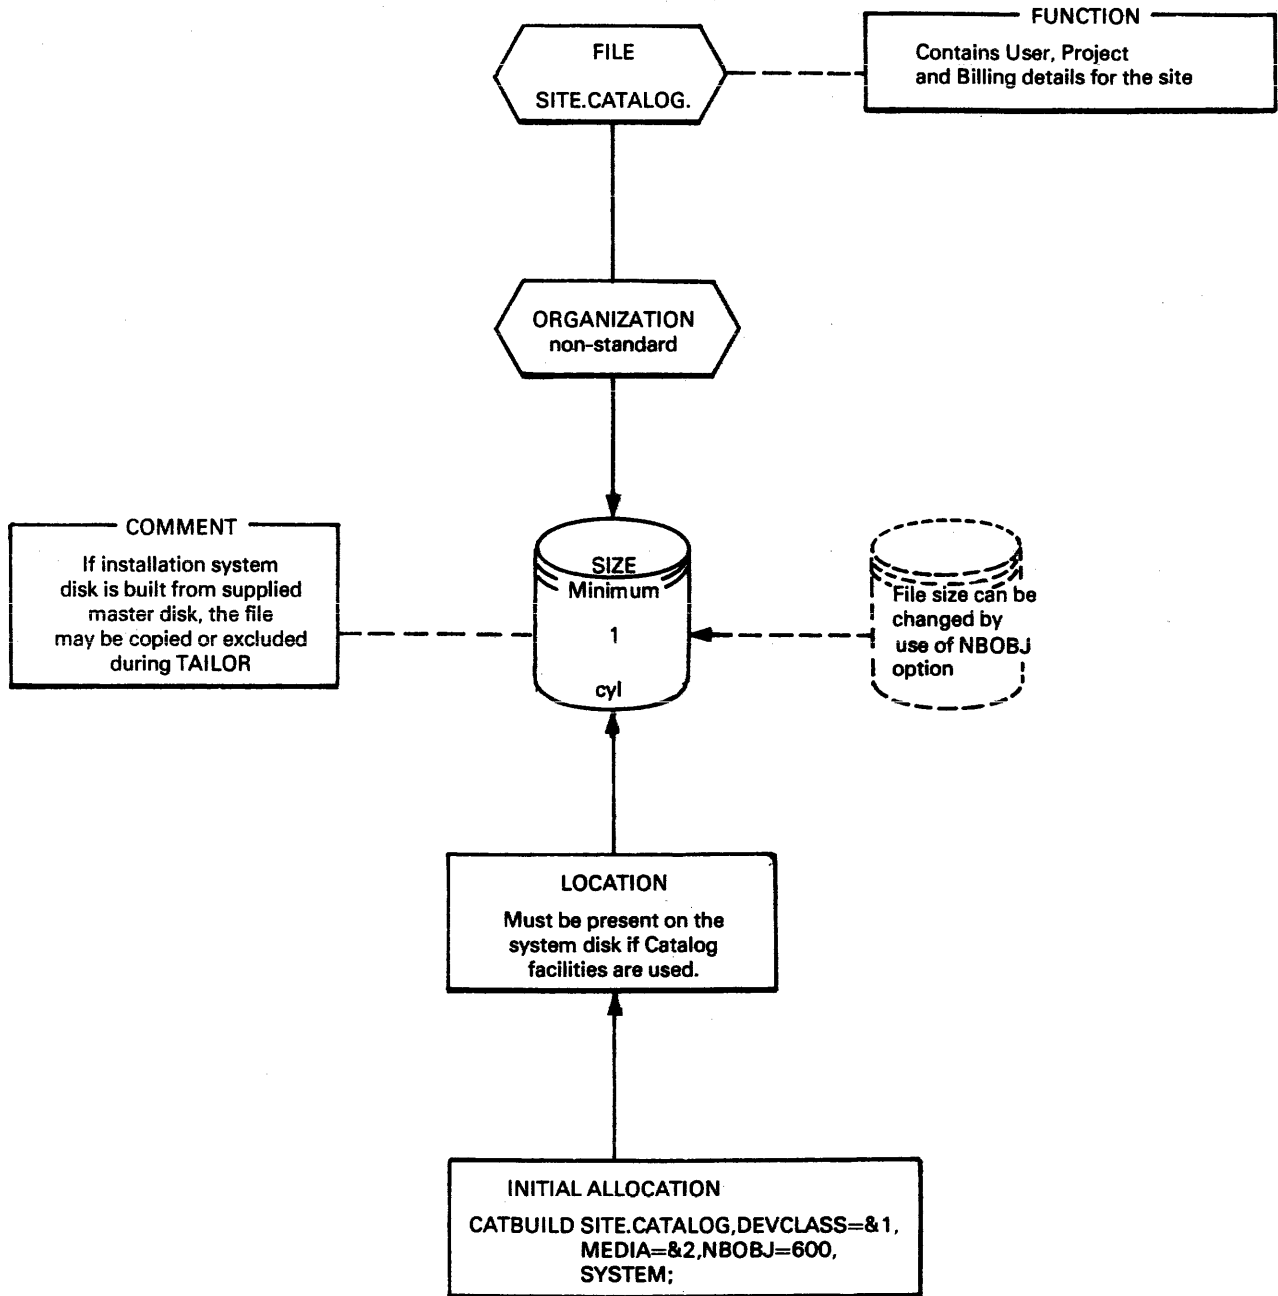 FILE
SITE.CATALOG.
FUNCTION
Contains User, Project
and Billing details for the site
ORGANIZATION
non-standard
COMMENT
If installation system
disk is built from supplied
master disk, the file
may be copied or excluded
during TAILOR
SIZE
Minimum
1
cyl
File size can be
changed by
use of NBOBJ
option
LOCATION
Must be present on the
system disk if Catalog
facilities are used.
INITIAL ALLOCATION
CATBUILD SITE.CATALOG,DEVCLASS=&1,
MEDIA=&2,NBOBJ=600,
SYSTEM;